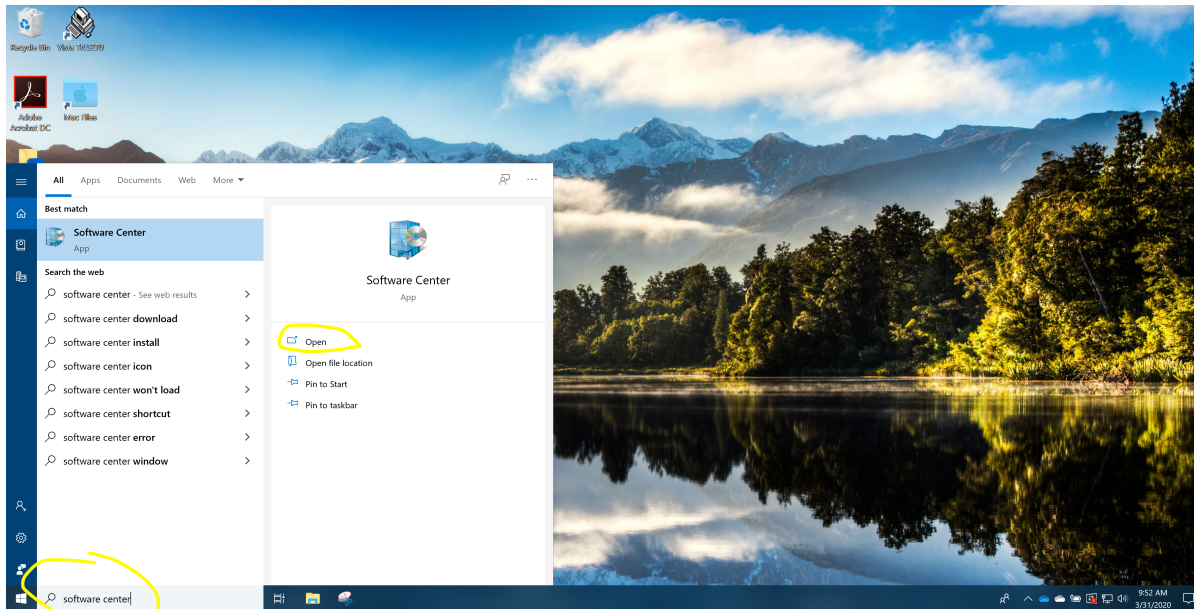 Recycle Bin
Vista TR3270
Adobe
Acrobat DC
Mac Files
All Apps Documents Web More
Best match
Software Center
App
Search the web
software center - See web results
software center download
software center install
software center icon
software center won't load
software center shortcut
software center error
software center window
Software Center
App
Open
Open file location
Pin to Start
Pin to taskbar
software center
9:52 AM
3/31/2020